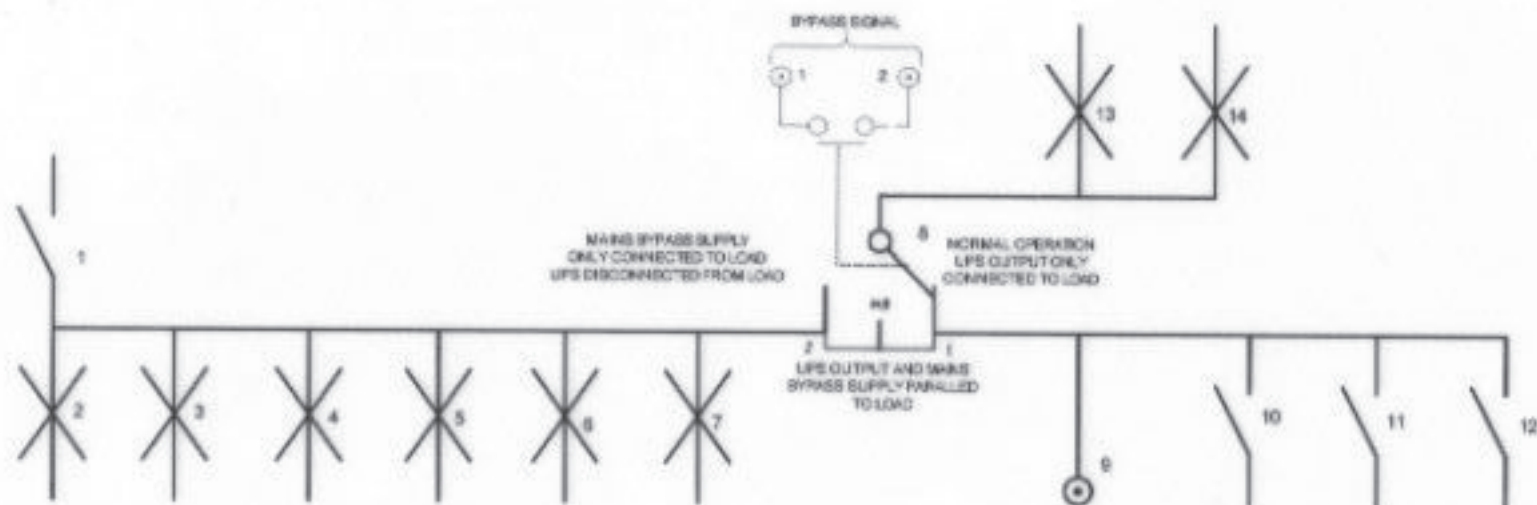 BYPASS SIGNAL
1
2
13
14
1
8
MAINS BYPASS SUPPLY
ONLY CONNECTED TO LOAD
UPS DISCONNECTED FROM LOAD
NORMAL OPERATION
UPS OUTPUT ONLY
CONNECTED TO LOAD
2
1
UPS OUTPUT AND MAINS
BYPASS SUPPLY PARALLED
TO LOAD
2
3
4
5
6
7
9
10
11
12